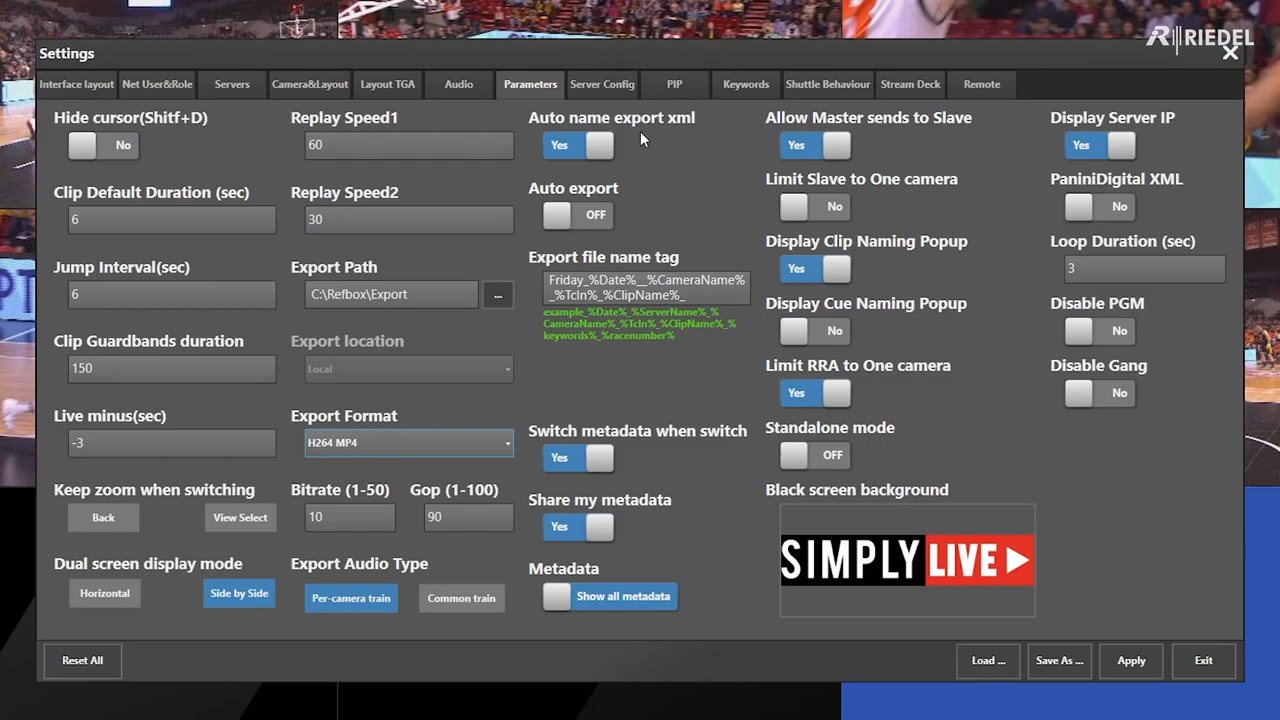 RIEDEL
Settings
Interface layout Net User&Role Servers Camera&Layout Layout TGA Audio Parameters Server Config PIP Keywords Shuttle Behaviour Stream Deck Remote
Hide cursor(Shitf+D)
No
Clip Default Duration (sec)
6
Jump Interval(sec)
6
Clip Guardbands duration
150
Live minus(sec)
-3
Keep zoom when switching
Back View Select
Dual screen display mode
Horizontal Side by Side
Replay Speed1
60
Replay Speed2
30
Export Path
C:\Refbox\Export ...
Export location
Local
Export Format
H264 MP4
Bitrate (1-50) Gop (1-100)
10 90
Export Audio Type
Per-camera train Common train
Auto name export xml
Yes
Auto export
OFF
Export file name tag
Friday_%Date%__%CameraName%
_%TcIn%_%ClipName%_
example_%Date%_%ServerName%_%
CameraName%_%TcIn%_%ClipName%_%
keywords%_%racenumber%
Switch metadata when switch
Yes
Share my metadata
Yes
Metadata
Show all metadata
Allow Master sends to Slave
Yes
Limit Slave to One camera
No
Display Clip Naming Popup
Yes
Display Cue Naming Popup
No
Limit RRA to One camera
Yes
Standalone mode
OFF
Black screen background
SIMPLY LIVE
Display Server IP
Yes
PaniniDigital XML
No
Loop Duration (sec)
3
Disable PGM
No
Disable Gang
No
Reset All Load ... Save As ... Apply Exit